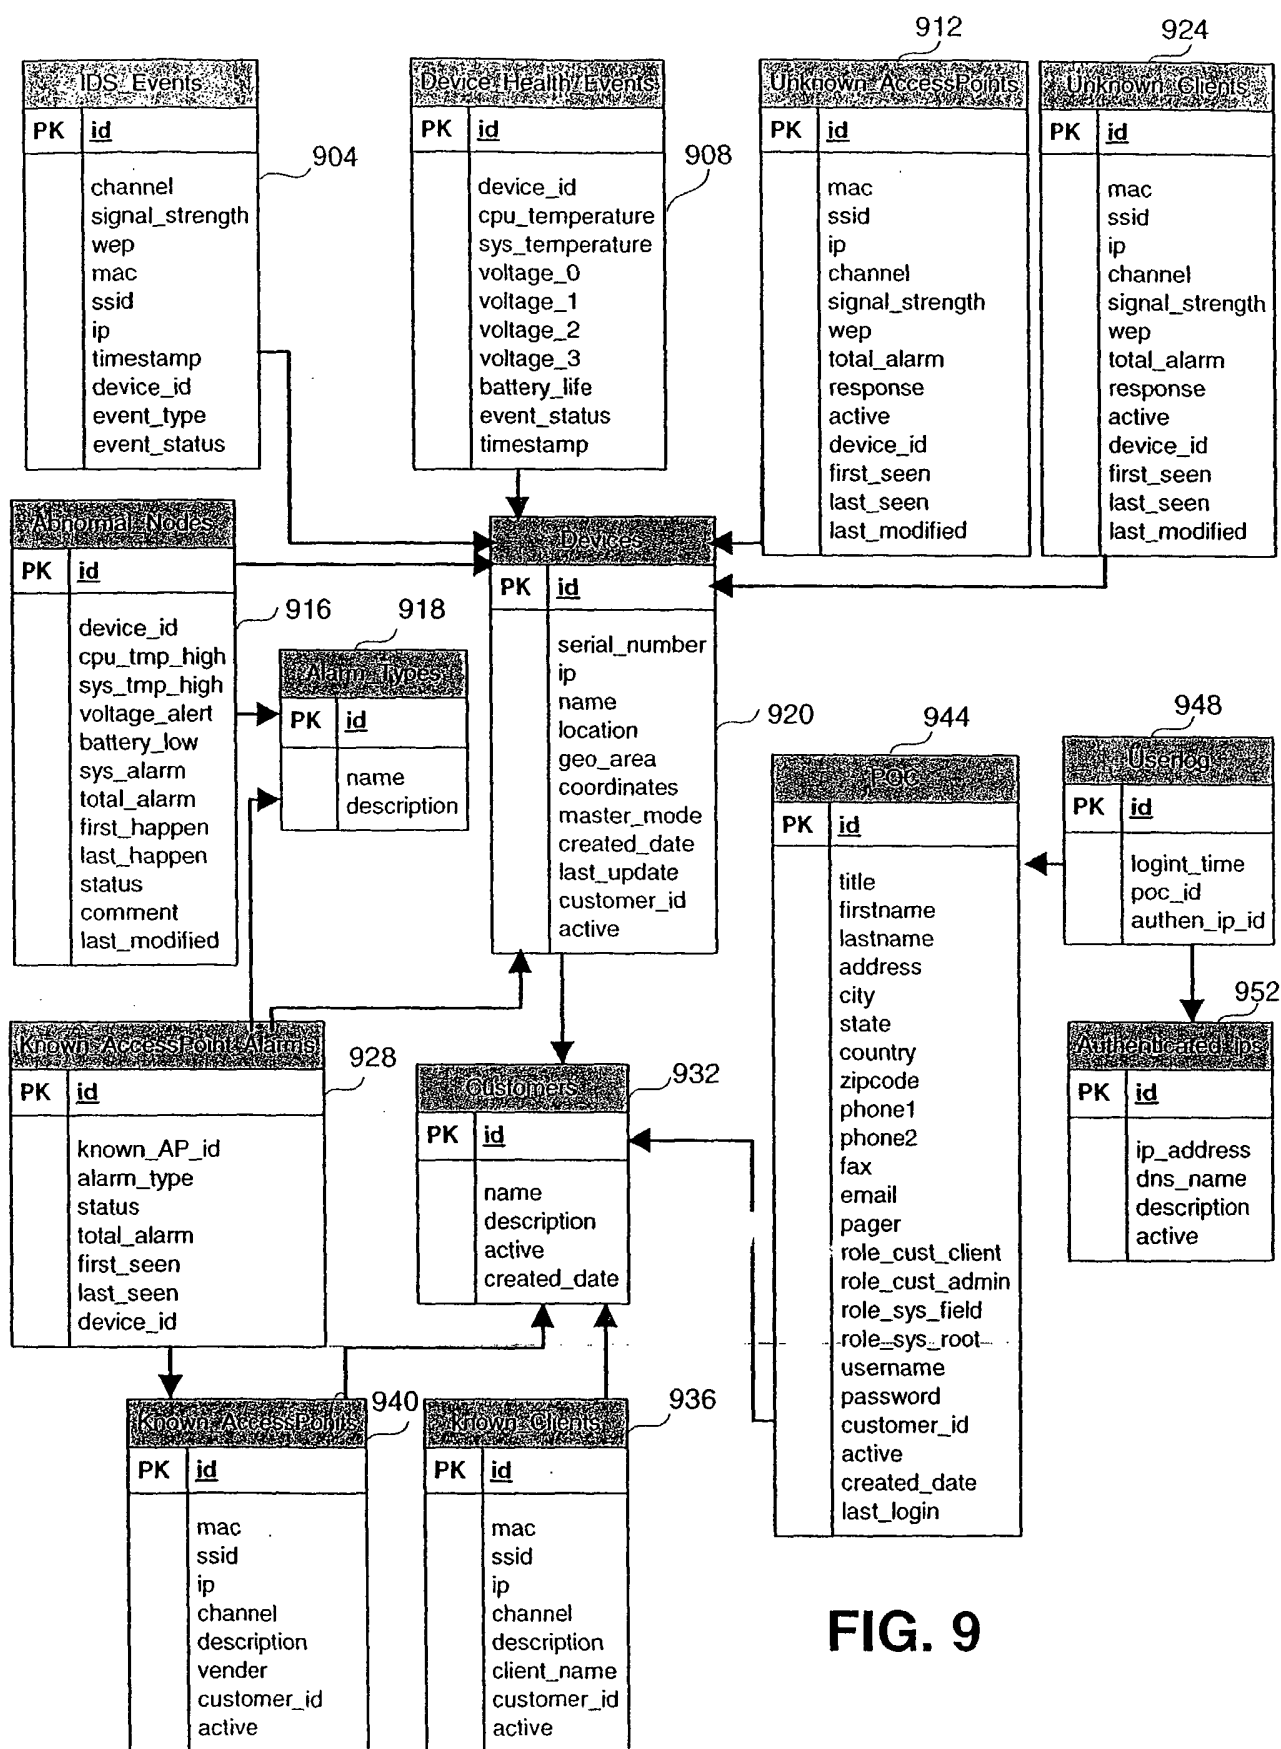 912
924
IDS_Events
PK id
channel
signal_strength
wep
mac
ssid
ip
timestamp
device_id
event_type
event_status
904
Device_Health_Events
PK id
device_id
cpu_temperature
sys_temperature
voltage_0
voltage_1
voltage_2
voltage_3
battery_life
event_status
timestamp
908
Unknown_AccessPoints
PK id
mac
ssid
ip
channel
signal_strength
wep
total_alarm
response
active
device_id
first_seen
last_seen
last_modified
Unknown_Clients
PK id
mac
ssid
ip
channel
signal_strength
wep
total_alarm
response
active
device_id
first_seen
last_seen
last_modified
Abnormal_Nodes
PK id
device_id
cpu_tmp_high
sys_tmp_high
voltage_alert
battery_low
sys_alarm
total_alarm
first_happen
last_happen
status
comment
last_modified
916
918
Alarm_Types
PK id
name
description
Devices
PK id
serial_number
ip
name
location
geo_area
coordinates
master_mode
created_date
last_update
customer_id
active
920
944
POC
PK id
title
firstname
lastname
address
city
state
country
zipcode
phone1
phone2
fax
email
pager
role_cust_client
role_cust_admin
role_sys_field
role_sys_root
username
password
customer_id
active
created_date
last_login
948
Userlog
PK id
logint_time
poc_id
authen_ip_id
952
Authenticated_Ips
PK id
ip_address
dns_name
description
active
Known_AccessPoint_Alarms
PK id
known_AP_id
alarm_type
status
total_alarm
first_seen
last_seen
device_id
928
Customers
PK id
name
description
active
created_date
932
Known_AccessPoints
PK id
mac
ssid
ip
channel
description
vender
customer_id
active
940
known_Clients
PK id
mac
ssid
ip
channel
description
client_name
customer_id
active
936
FIG. 9